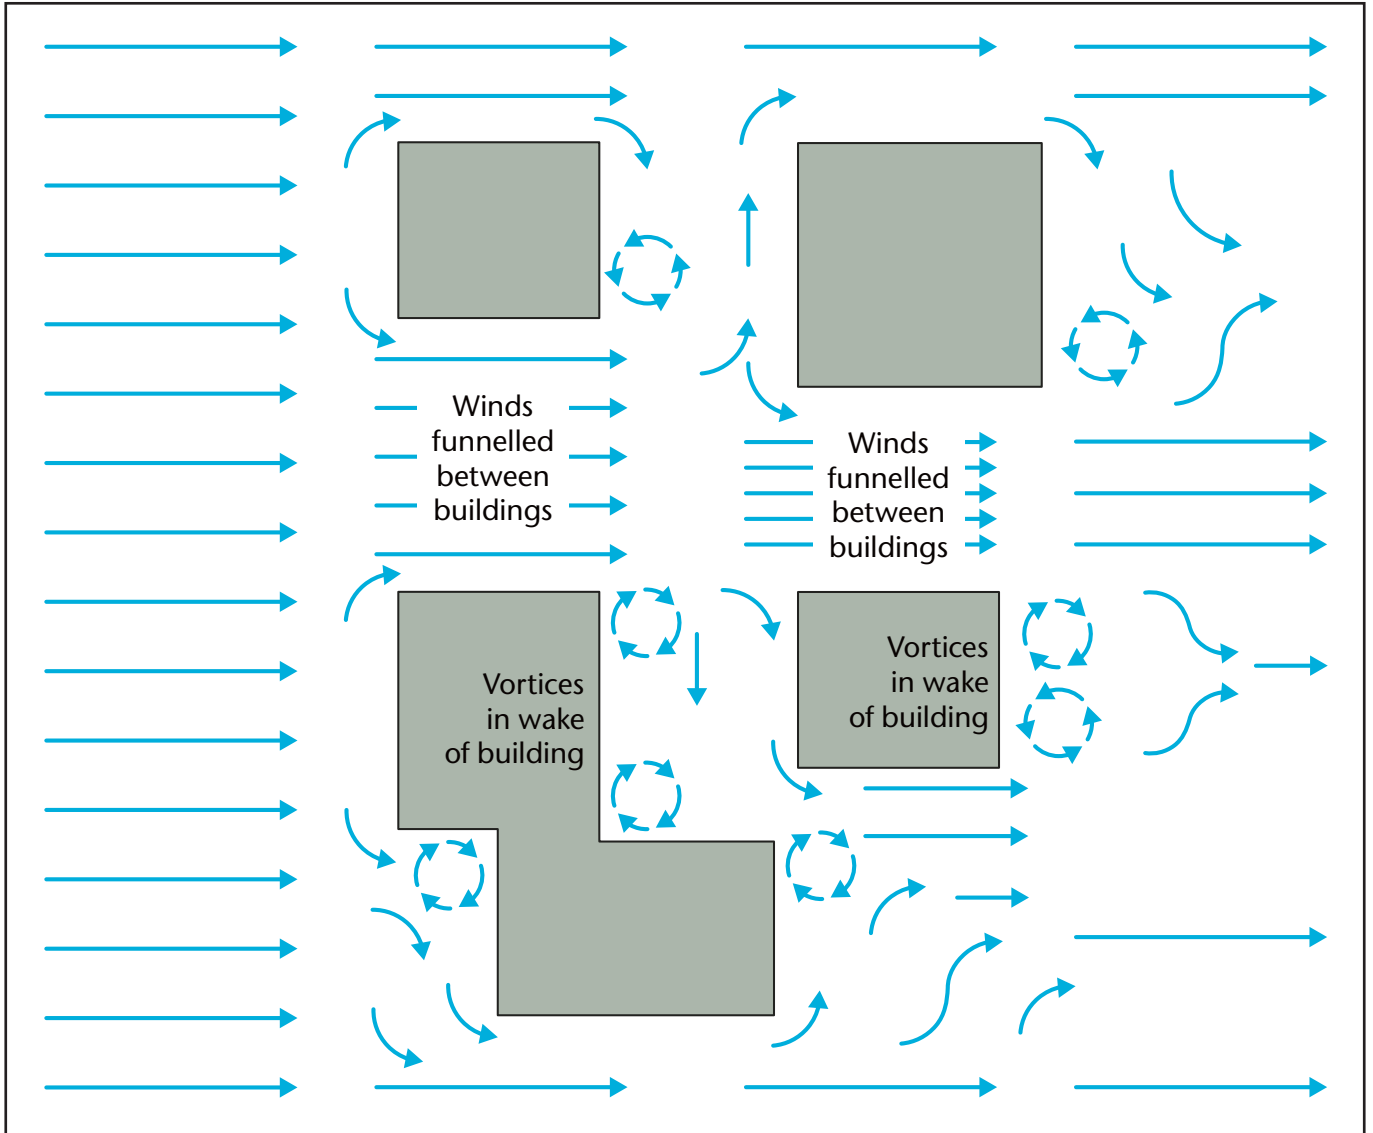 Winds
funnelled
between
buildings
Winds
funnelled
between
buildings
Vortices
in wake
of building
Vortices
in wake
of building